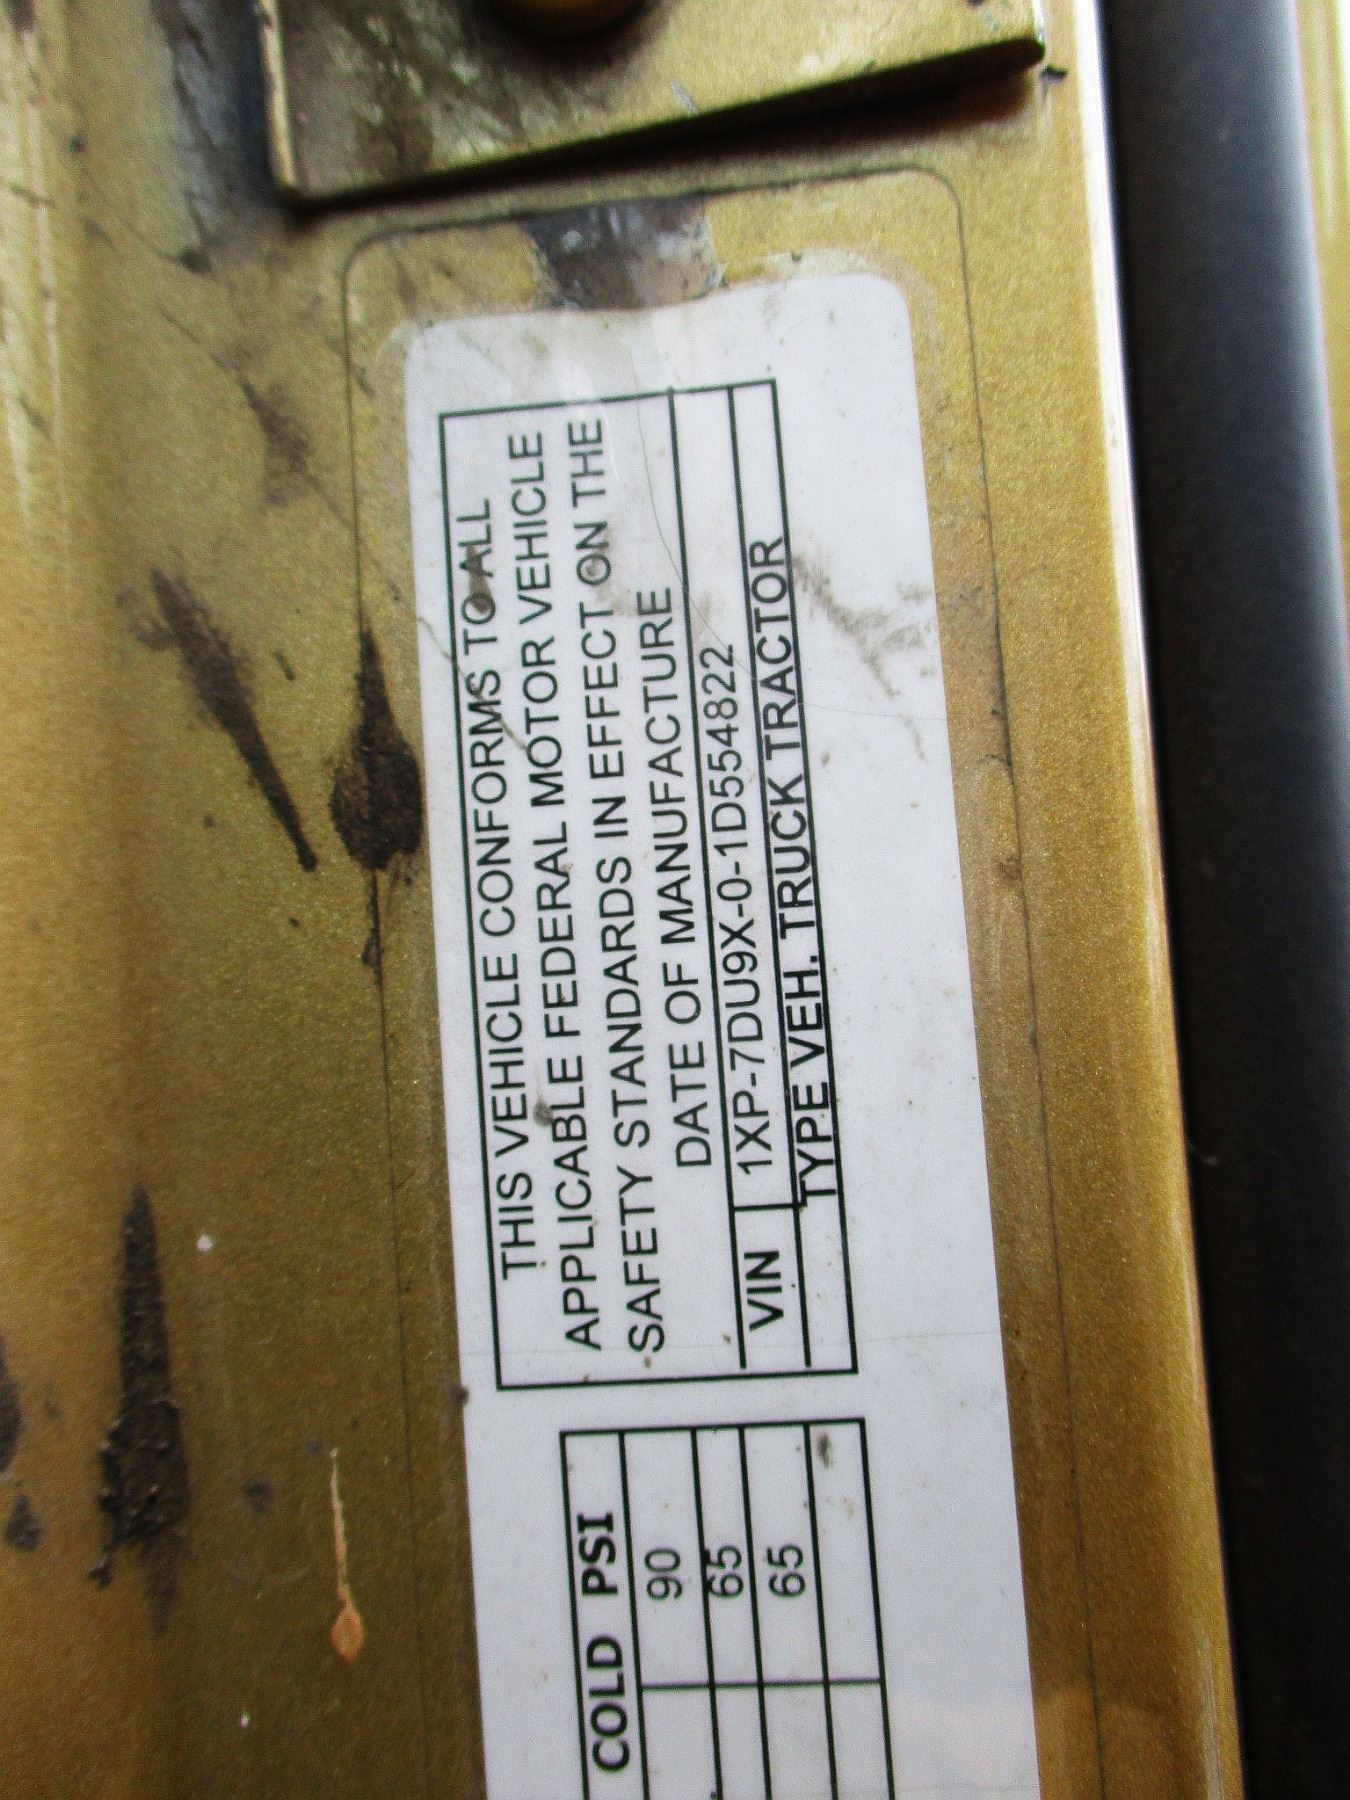 THIS VEHICLE CONFORMS TO ALL
APPLICABLE FEDERAL MOTOR VEHICLE
SAFETY STANDARDS IN EFFECT ON THE
DATE OF MANUFACTURE
VIN 1XP-7DU9X-0-1D554822
TYPE VEH. TRUCK TRACTOR
COLD PSI
90
65
65